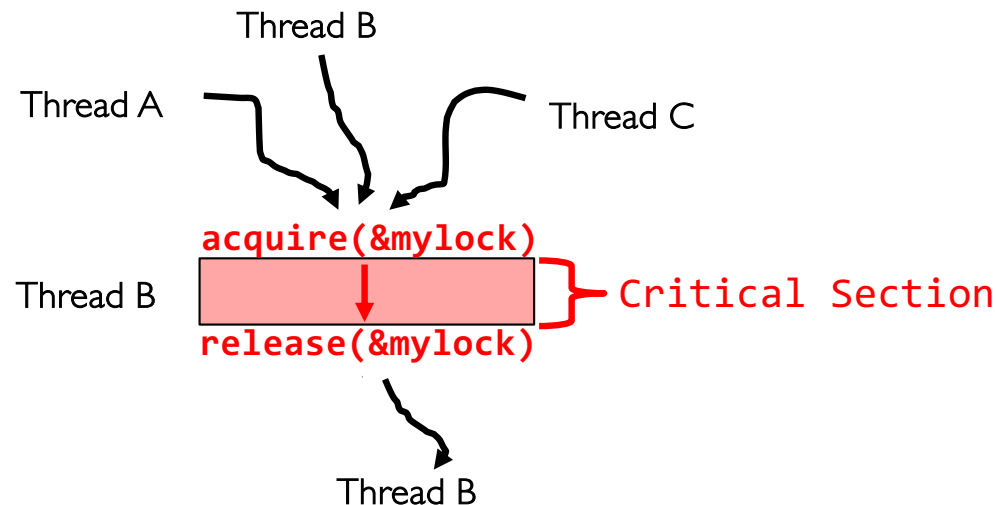 Thread B
Thread A
Thread C
acquire(&mylock)
Thread B
Critical Section
release(&mylock)
Thread B